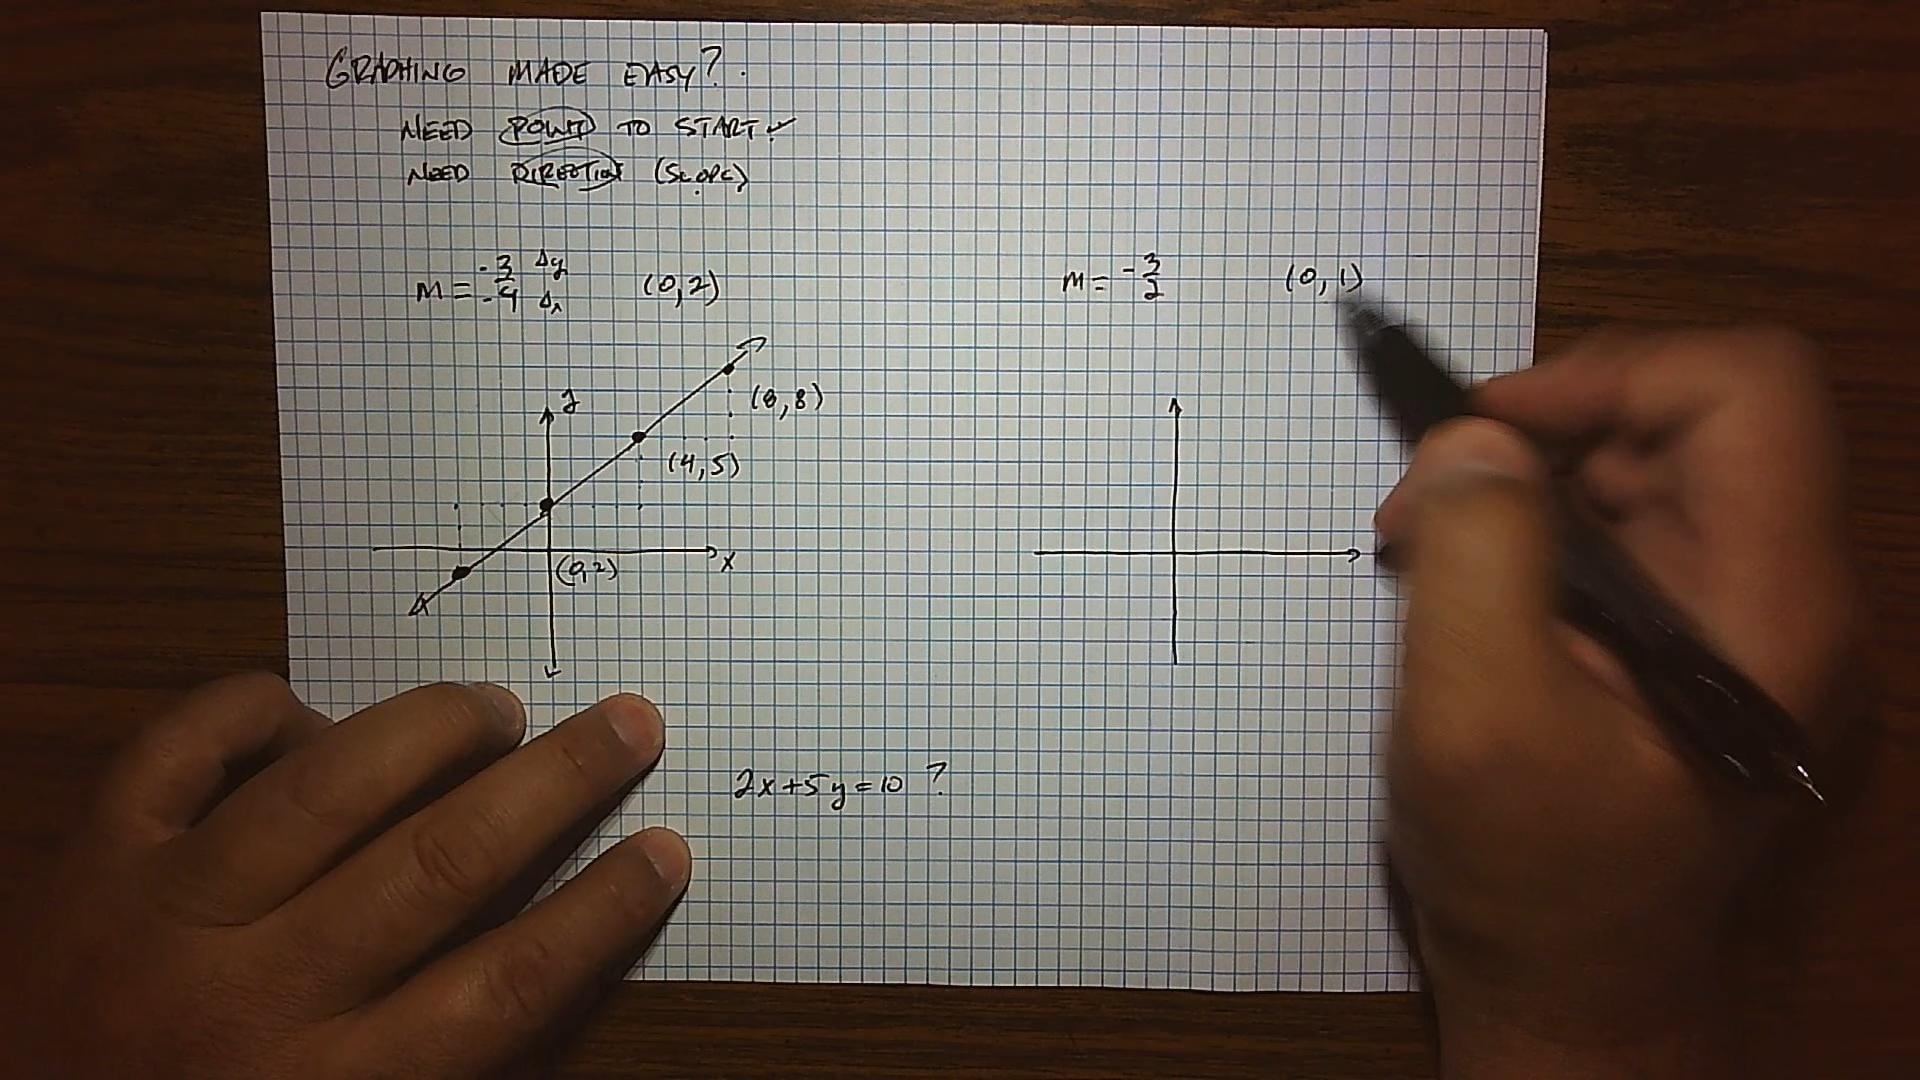 GRAPHING MADE EASY?
NEED POINT TO START ✓
NEED DIRECTION (SLOPE)
m = -3/-4 Δy/Δx (0,2)
m = -3/2 (0,1)
y
(8,8)
(4,5)
x
(0,2)
2x+5y=10 ?